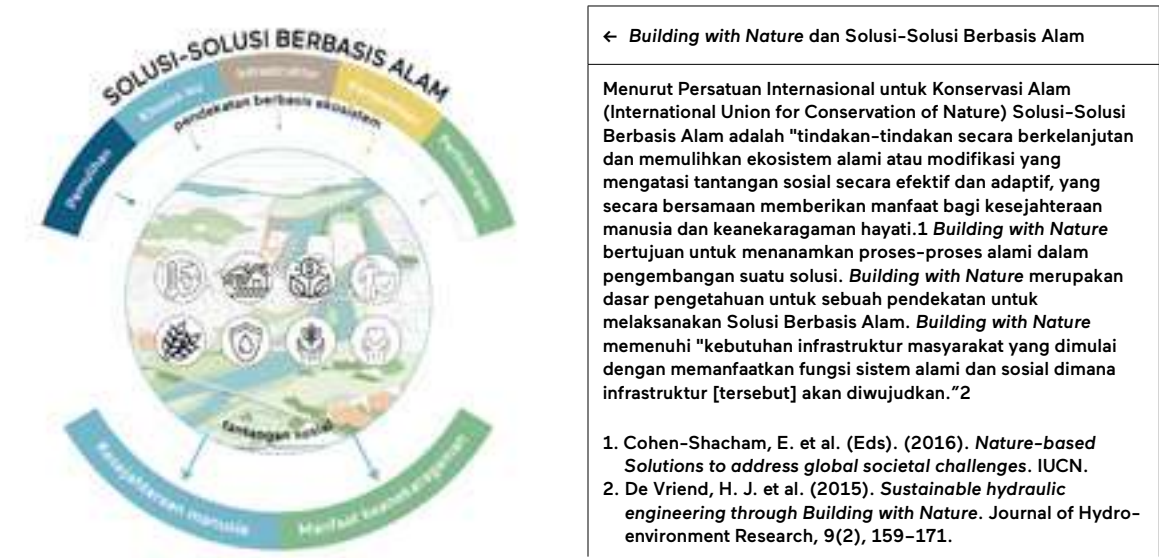 SOLUSI-SOLUSI BERBASIS ALAM
Pemulihan
Infrastruktur
Perlindungan
pendekatan berbasis ekosistem
tantangan sosial
Kesejahteraan manusia
Manfaat keanekaragaman
← Building with Nature dan Solusi-Solusi Berbasis Alam
Menurut Persatuan Internasional untuk Konservasi Alam
(International Union for Conservation of Nature) Solusi-Solusi
Berbasis Alam adalah "tindakan-tindakan secara berkelanjutan
dan memulihkan ekosistem alami atau modifikasi yang
mengatasi tantangan sosial secara efektif dan adaptif, yang
secara bersamaan memberikan manfaat bagi kesejahteraan
manusia dan keanekaragaman hayati.1 Building with Nature
bertujuan untuk menanamkan proses-proses alami dalam
pengembangan suatu solusi. Building with Nature merupakan
dasar pengetahuan untuk sebuah pendekatan untuk
melaksanakan Solusi Berbasis Alam. Building with Nature
memenuhi "kebutuhan infrastruktur masyarakat yang dimulai
dengan memanfaatkan fungsi sistem alami dan sosial dimana
infrastruktur [tersebut] akan diwujudkan.”2
1. Cohen-Shacham, E. et al. (Eds). (2016). Nature-based
Solutions to address global societal challenges. IUCN.
2. De Vriend, H. J. et al. (2015). Sustainable hydraulic
engineering through Building with Nature. Journal of Hydro-
environment Research, 9(2), 159–171.